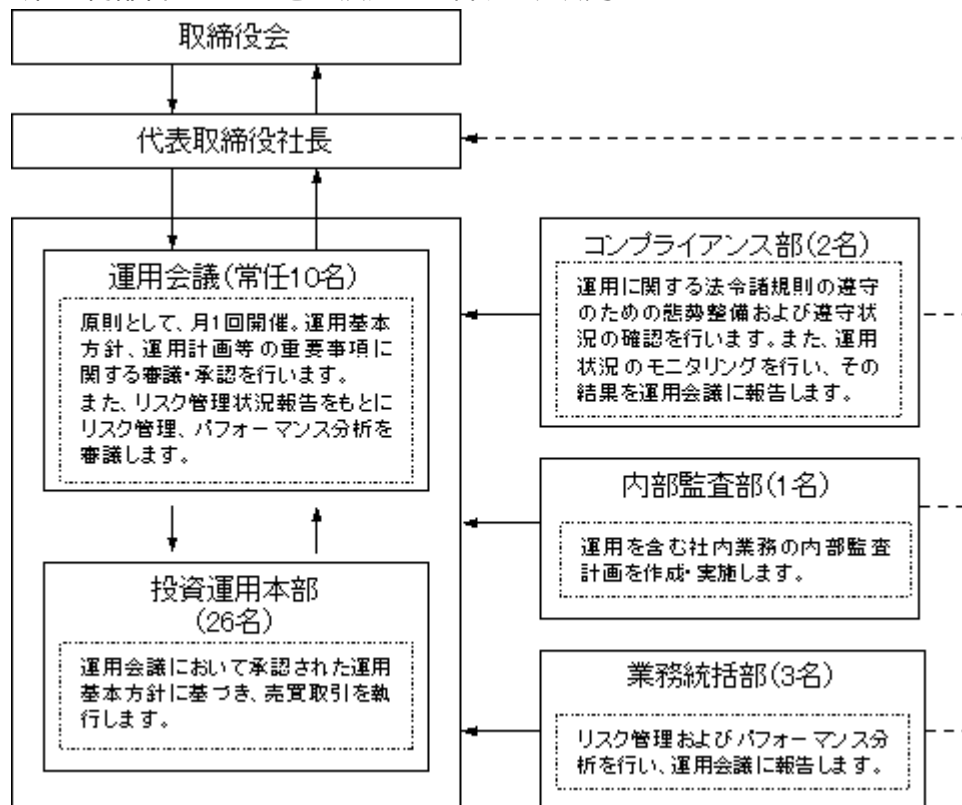 取締役会
代表取締役社長
運用会議(常任10名)
原則として、月1回開催。運用基本
方針、運用計画等の重要事項に
関する審議・承認を行います。
また、リスク管理状況報告をもとに
リスク管理、パフォーマンス分析を
審議します。
投資運用本部
(26名)
運用会議において承認された運用
基本方針に基づき、売買取引を執
行します。
コンプライアンス部(2名)
運用に関する法令諸規則の遵守
のための態勢整備および遵守状
況の確認を行います。また、運用
状況のモニタリングを行い、その
結果を運用会議に報告します。
内部監査部(1名)
運用を含む社内業務の内部監査
計画を作成・実施します。
業務統括部(3名)
リスク管理およびパフォーマンス分
析を行い、運用会議に報告します。